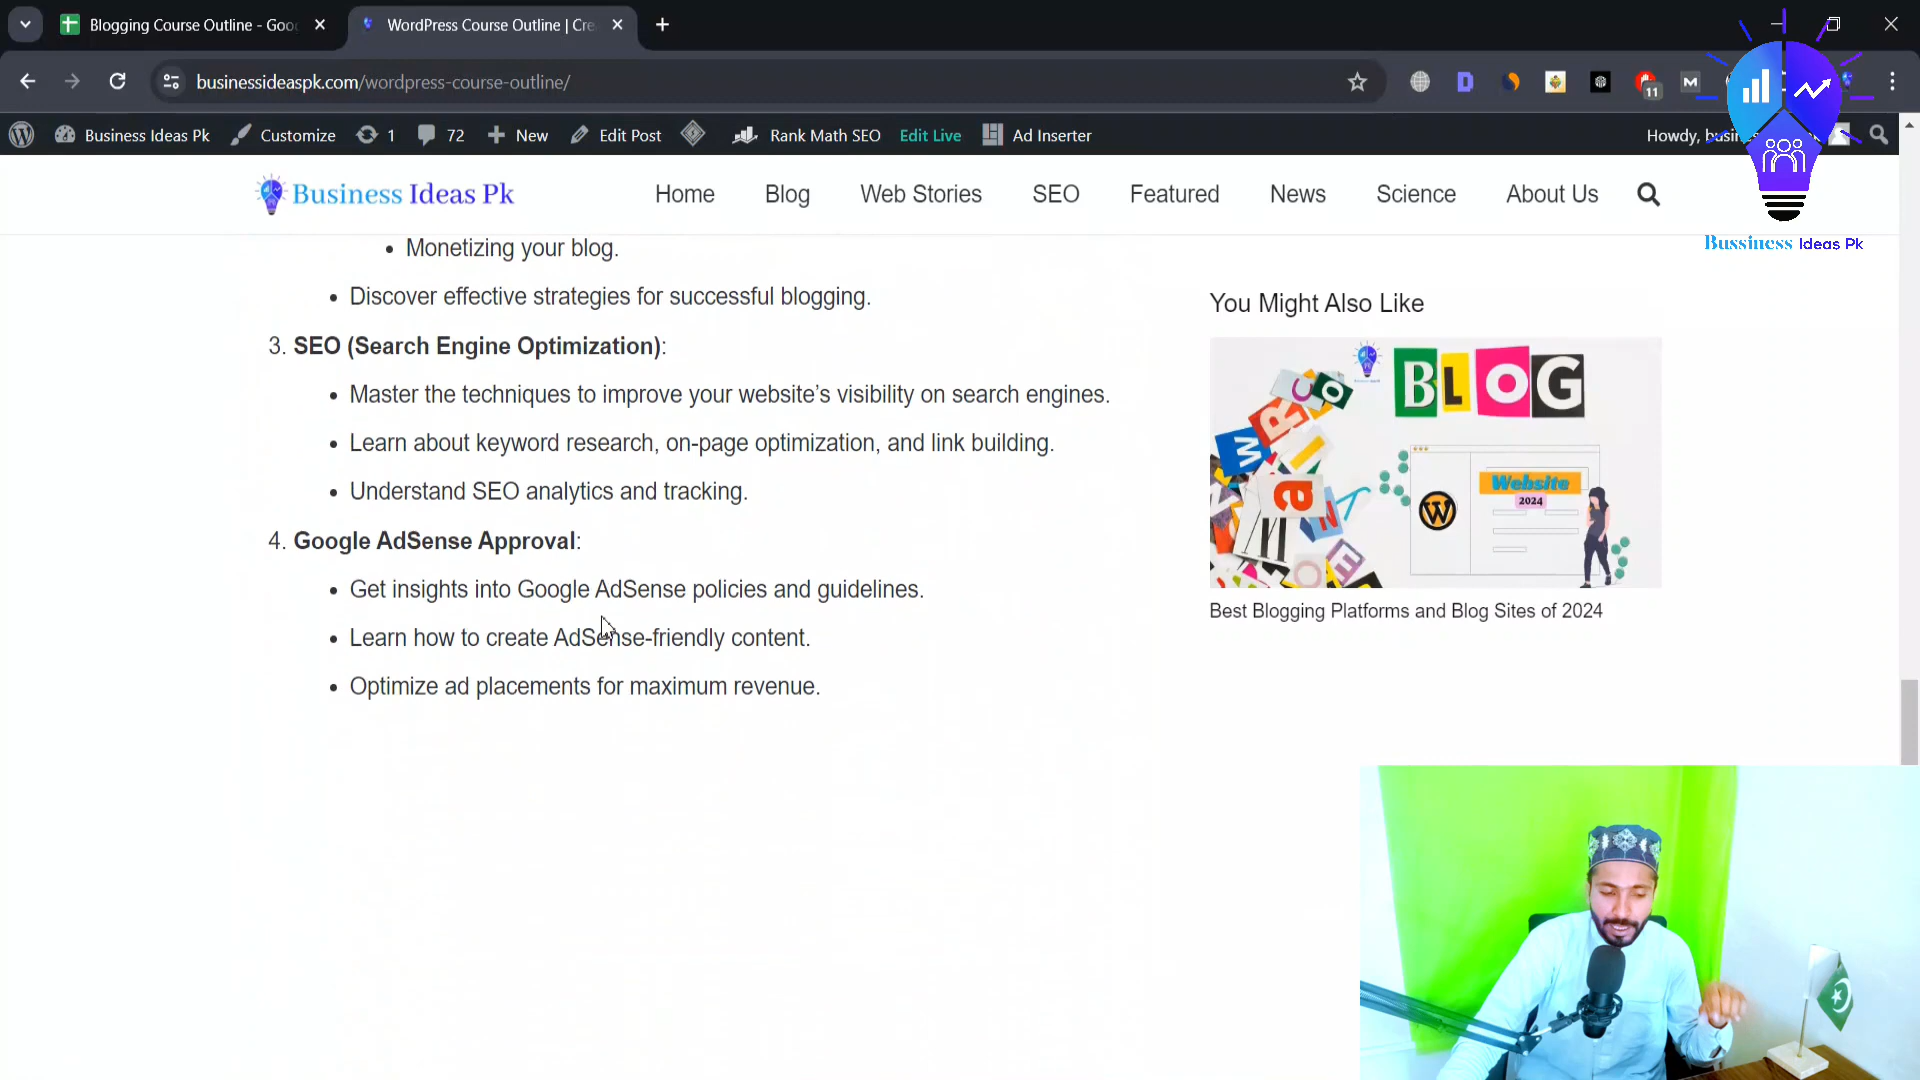 Blogging Course Outline - Goo
WordPress Course Outline | Cre
businessideaspk.com/wordpress-course-outline/
11
Business Ideas Pk
Customize
1
72
New
Edit Post
Rank Math SEO
Edit Live
Ad Inserter
Howdy, busin
Business Ideas Pk
Home
Blog
Web Stories
SEO
Featured
News
Science
About Us
Bussiness Ideas Pk
• Monetizing your blog.
• Discover effective strategies for successful blogging.
3. SEO (Search Engine Optimization):
• Master the techniques to improve your website’s visibility on search engines.
• Learn about keyword research, on-page optimization, and link building.
• Understand SEO analytics and tracking.
4. Google AdSense Approval:
• Get insights into Google AdSense policies and guidelines.
• Learn how to create AdSense-friendly content.
• Optimize ad placements for maximum revenue.
You Might Also Like
BLOG
Website
2024
Best Blogging Platforms and Blog Sites of 2024